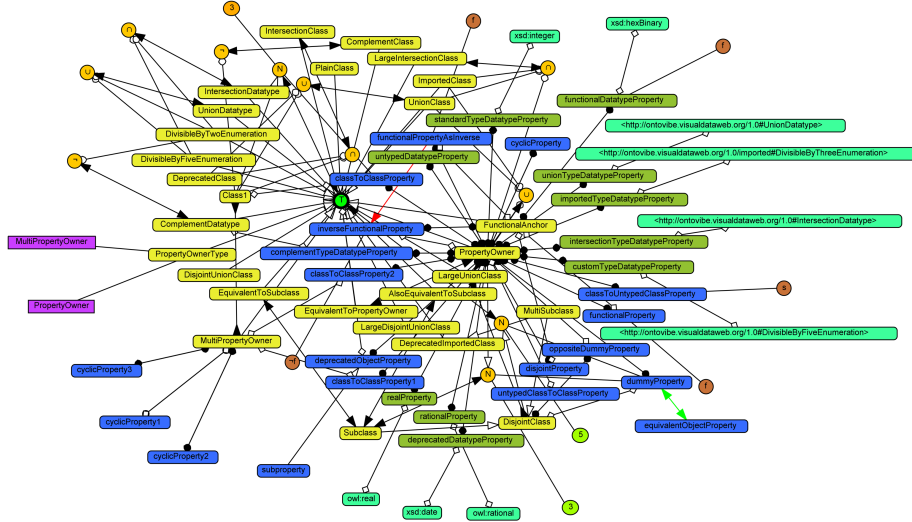 3
f
xsd:hexBinary
IntersectionClass
∩
xsd:integer
ComplementClass
f
¬
LargeIntersectionClass
∪
N
PlainClass
∩
ImportedClass
∪
IntersectionDatatype
UnionClass
functionalDatatypeProperty
UnionDatatype
standardTypeDatatypeProperty
<http://ontovibe.visualdataweb.org/1.0#UnionDatatype>
DivisibleByTwoEnumeration
functionalPropertyAsInverse
cyclicProperty
¬
DivisibleByFiveEnumeration
∩
untypedDatatypeProperty
<http://ontovibe.visualdataweb.org/1.0/imported#DivisibleByThreeEnumeration>
DeprecatedClass
classToClassProperty
unionTypeDatatypeProperty
Class1
T
∪
importedTypeDatatypeProperty
ComplementDatatype
inverseFunctionalProperty
FunctionalAnchor
<http://ontovibe.visualdataweb.org/1.0#IntersectionDatatype>
MultiPropertyOwner
PropertyOwnerType
complementTypeDatatypeProperty
PropertyOwner
intersectionTypeDatatypeProperty
DisjointUnionClass
classToClassProperty2
LargeUnionClass
customTypeDatatypeProperty
EquivalentToSubclass
AlsoEquivalentToSubclass
classToUntypedClassProperty
s
PropertyOwner
EquivalentToPropertyOwner
MultiSubclass
functionalProperty
LargeDisjointUnionClass
N
<http://ontovibe.visualdataweb.org/1.0#DivisibleByFiveEnumeration>
MultiPropertyOwner
DeprecatedImportedClass
oppositeDummyProperty
cyclicProperty3
deprecatedObjectProperty
disjointProperty
classToClassProperty1
N
dummyProperty
f
realProperty
untypedClassToClassProperty
cyclicProperty1
rationalProperty
DisjointClass
equivalentObjectProperty
Subclass
deprecatedDatatypeProperty
5
cyclicProperty2
subproperty
owl:real
xsd:date
owl:rational
3